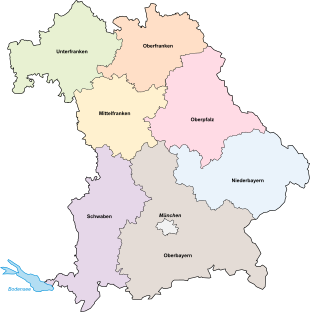 Oberfranken
Unterfranken
Mittelfranken
Oberpfalz
Niederbayern
Schwaben
München
Oberbayern
Bodensee